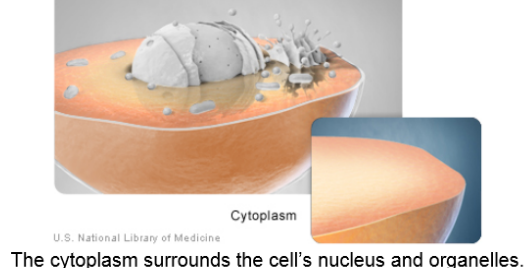 Cytoplasm
U.S. National Library of Medicine
The cytoplasm surrounds the cell's nucleus and organelles.